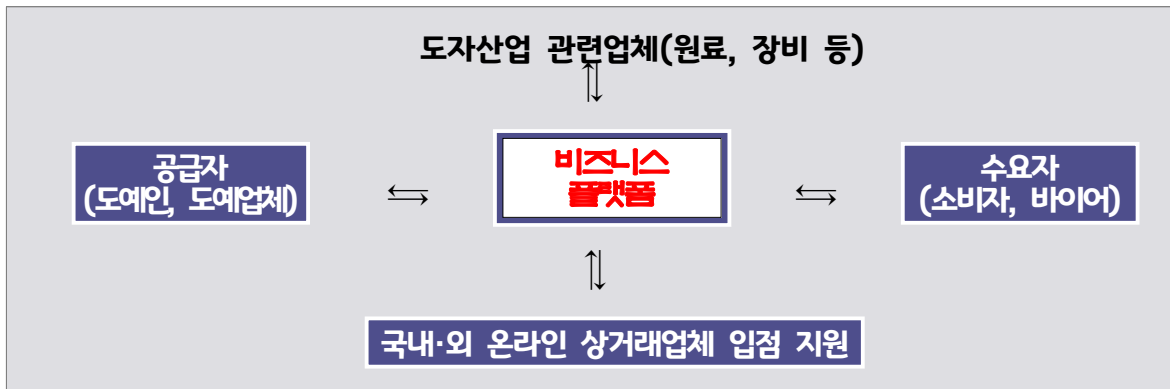 도자산업 관련업체(원료, 장비 등)
공급자
(도예인, 도예업체)
비즈니스
플랫폼
수요자
(소비자, 바이어)
국내·외 온라인 상거래업체 입점 지원